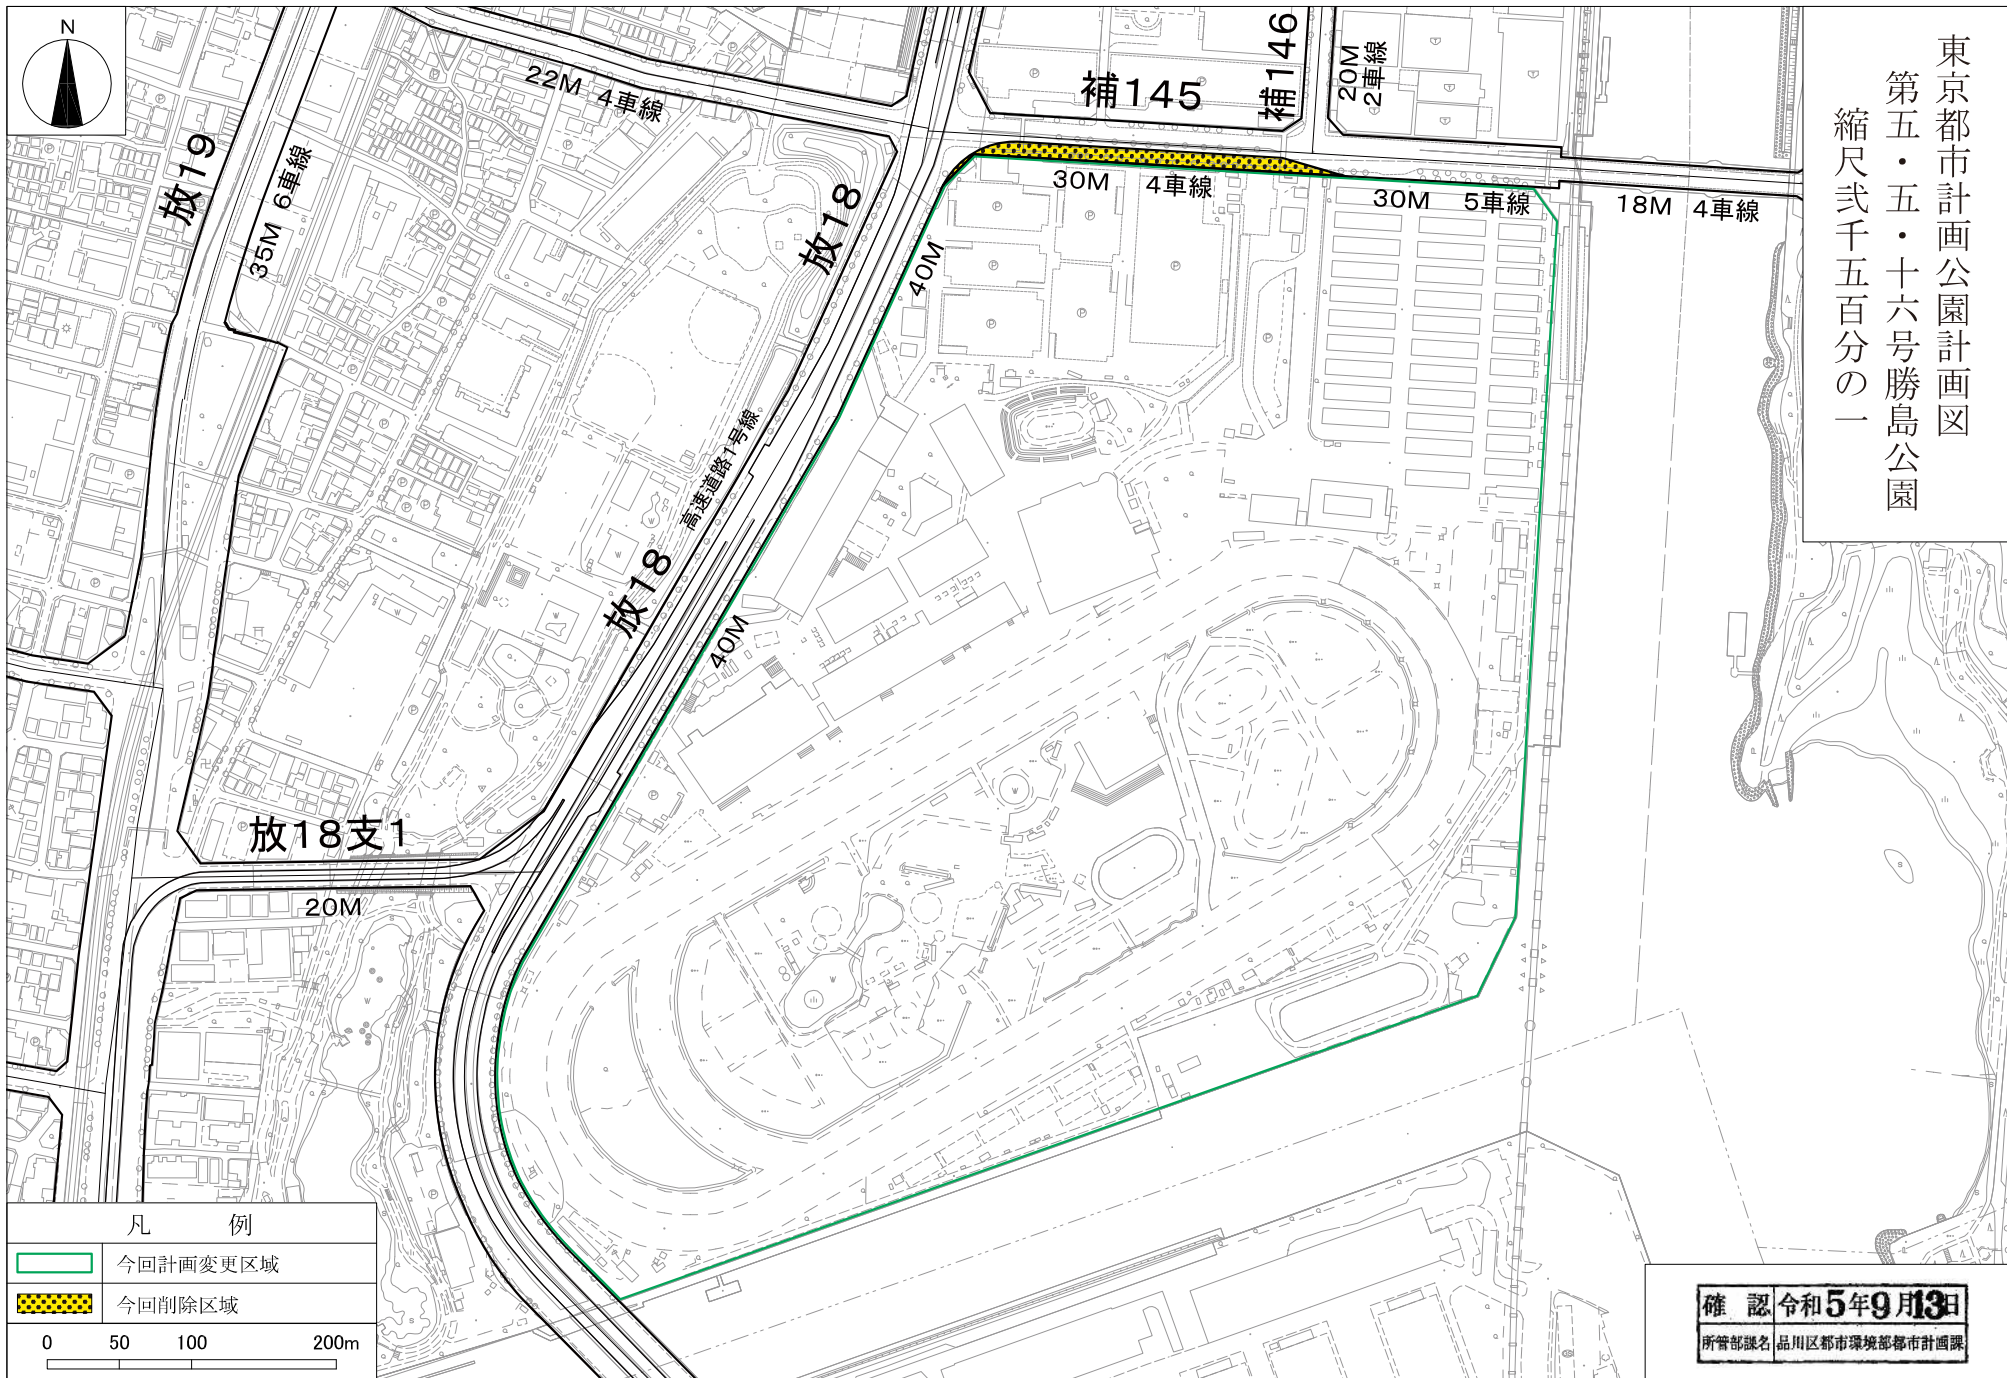 東京都市計画公園計画図
第五・五・十六号勝島公園
縮尺弐千五百分の一
N
22M 4車線
補145
補146
20M
2車線
放19
35M 6車線
放18
40M
30M 4車線
30M 5車線
18M 4車線
高速道路1号線
放18
40M
放18支1
20M
凡 例
今回計画変更区域
今回削除区域
0 50 100 200m
確 認 令和5年9月13日
所管部課名 品川区都市環境部都市計画課